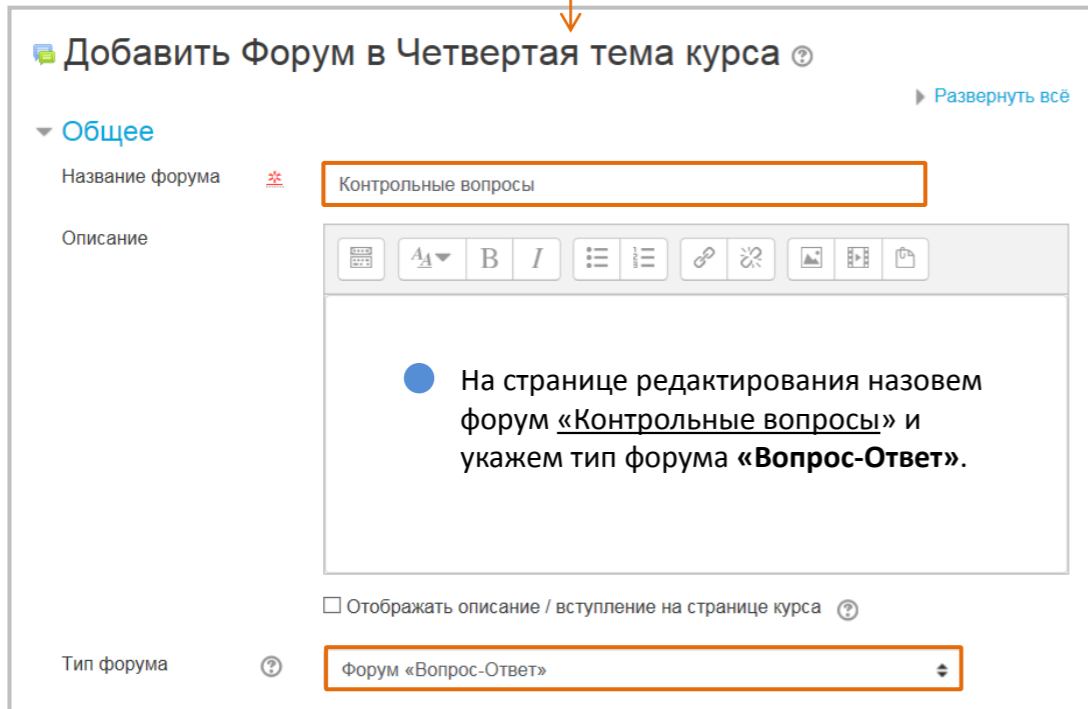 Добавить Форум в Четвертая тема курса
Развернуть всё
Общее
Название форума
Контрольные вопросы
Описание
B I
На странице редактирования назовем
форум «Контрольные вопросы» и
укажем тип форума «Вопрос-Ответ».
Отображать описание / вступление на странице курса
Тип форума
Форум «Вопрос-Ответ»